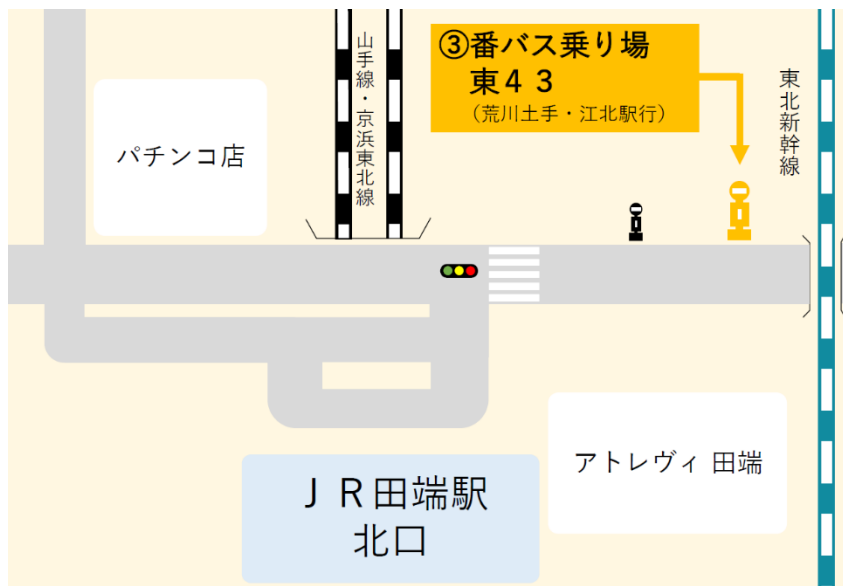 ③番バス乗り場
東４３
（荒川土手・江北駅行）
山手線・京浜東北線
東北新幹線
パチンコ店
アトレヴィ 田端
ＪＲ田端駅
北口